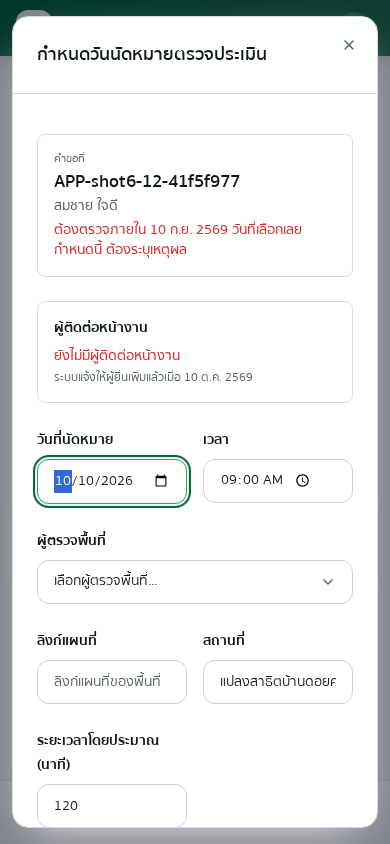 กำหนดวันนัดหมายตรวจประเมิน
คำขอที่
APP-shot6-12-41f5f977
สมชาย ใจดี
ต้องตรวจภายใน 10 ก.ย. 2569 วันที่เลือกเลย
กำหนดนี้ ต้องระบุเหตุผล
ผู้ติดต่อหน้างาน
ยังไม่มีผู้ติดต่อหน้างาน
ระบบแจ้งให้ผู้ยื่นเพิ่มแล้วเมื่อ 10 ต.ค. 2569
วันที่นัดหมาย เวลา
10/10/2026 09:00 AM
ผู้ตรวจพื้นที่
เลือกผู้ตรวจพื้นที่...
ลิงก์แผนที่ สถานที่
ลิงก์แผนที่ของพื้นที่ แปลงสาธิตบ้านดอย
ระยะเวลาโดยประมาณ
(นาที)
120